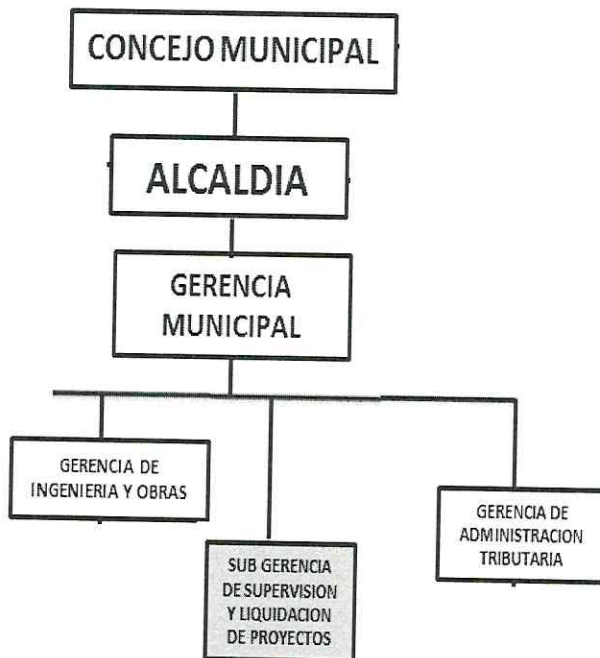 CONCEJO MUNICIPAL
ALCALDIA
GERENCIA
MUNICIPAL
GERENCIA DE
INGENIERIA Y OBRAS
SUB GERENCIA
DE SUPERVISION
Y LIQUIDACION
DE PROYECTOS
GERENCIA DE
ADMINISTRACION
TRIBUTARIA